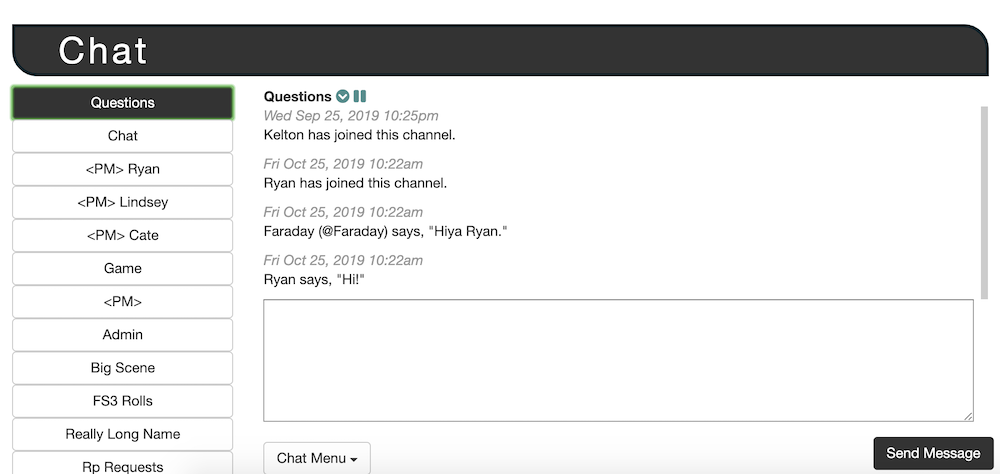 Chat
Questions
Chat
<PM> Ryan
<PM> Lindsey
<PM> Cate
Game
<PM>
Admin
Big Scene
FS3 Rolls
Really Long Name
Rp Requests
Questions
Wed Sep 25, 2019 10:25pm
Kelton has joined this channel.
Fri Oct 25, 2019 10:22am
Ryan has joined this channel.
Fri Oct 25, 2019 10:22am
Faraday (@Faraday) says, "Hiya Ryan."
Fri Oct 25, 2019 10:22am
Ryan says, "Hi!"
Chat Menu
Send Message